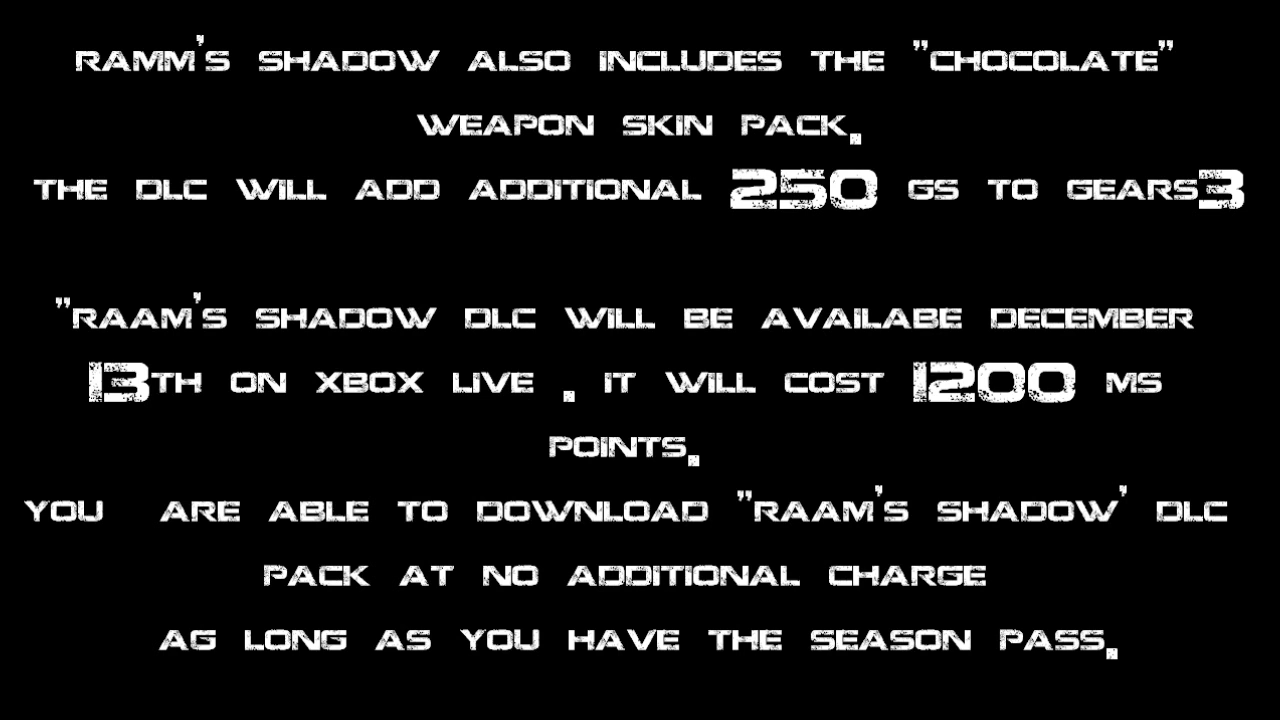 RAMM'S SHADOW ALSO INCLUDES THE "CHOCOLATE"
WEAPON SKIN PACK.
THE DLC WILL ADD ADDITIONAL 250 GS TO GEARS3
"RAAM'S SHADOW DLC WILL BE AVAILABE DECEMBER
13TH ON XBOX LIVE . IT WILL COST 1200 MS
POINTS.
YOU ARE ABLE TO DOWNLOAD "RAAM'S SHADOW' DLC
PACK AT NO ADDITIONAL CHARGE
AG LONG AS YOU HAVE THE SEASON PASS.